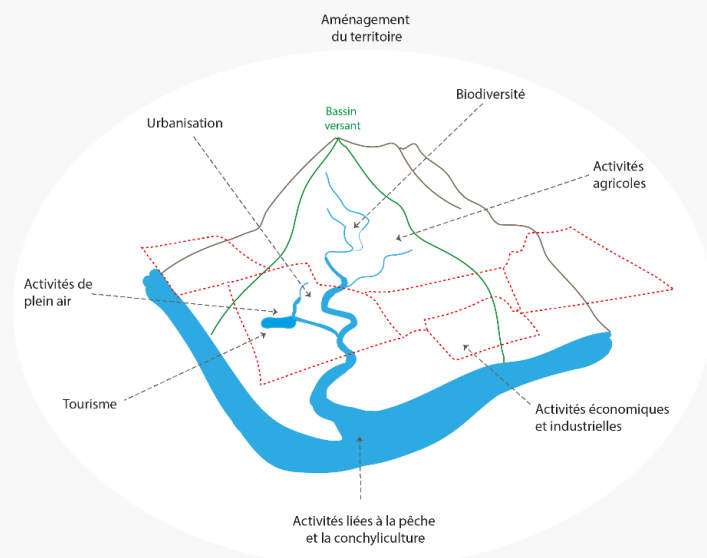 Aménagement
du territoire
Biodiversité
Bassin
versant
Urbanisation
Activités
agricoles
Activités de
plein air
Tourisme
Activités économiques
et industrielles
Activités liées à la pêche
et la conchyliculture